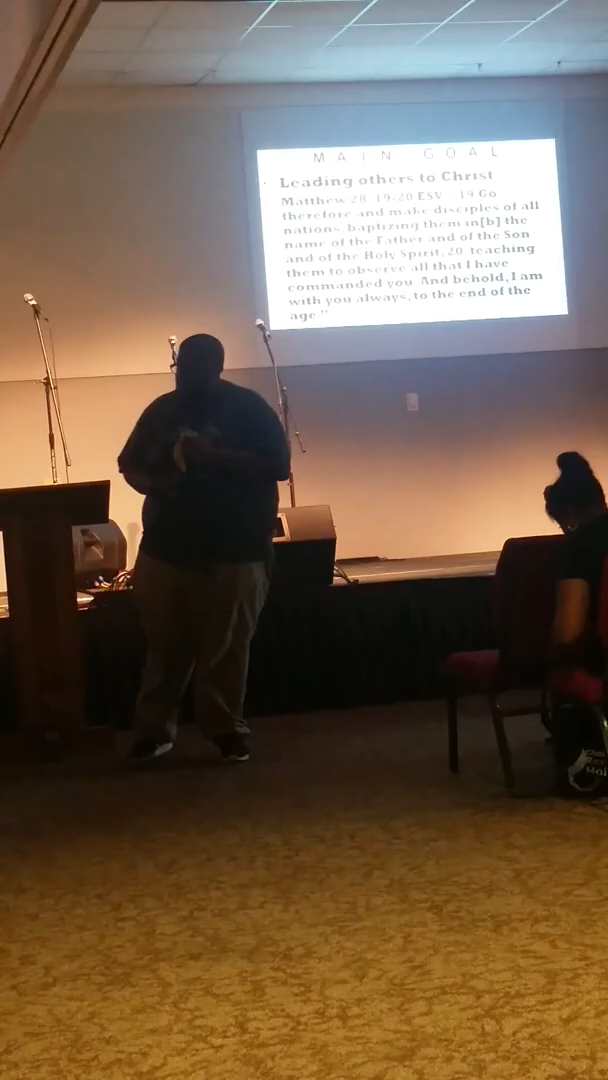 MAIN GOAL
Leading others to Christ
Matthew 28:19-20 ESV - 19 Go
therefore and make disciples of all
nations, baptizing them in[b] the
name of the Father and of the Son
and of the Holy Spirit, 20 teaching
them to observe all that I have
commanded you. And behold, I am
with you always, to the end of the
age."